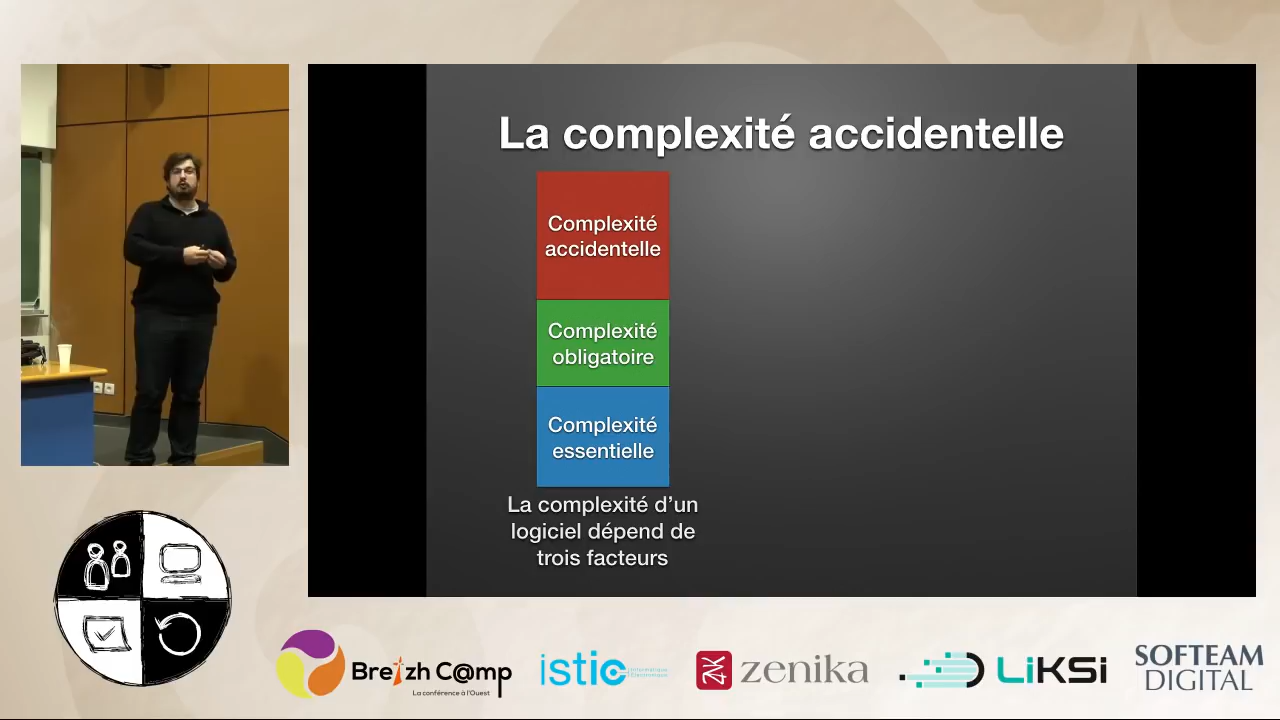 La complexité accidentelle
Complexité
accidentelle
Complexité
obligatoire
Complexité
essentielle
La complexité d’un
logiciel dépend de
trois facteurs
Breizh C@mp
La conférence à l'Ouest
istic
Informatique
Électronique
zenika
LiKSi
SOFTEAM
DIGITAL